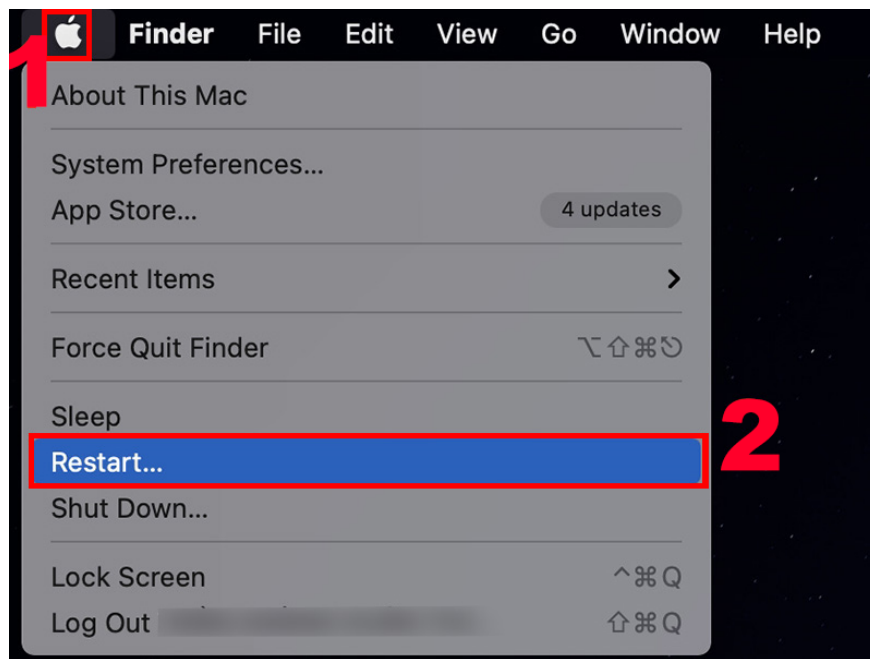 Finder File Edit View Go Window Help
1
About This Mac
System Preferences...
App Store... 4 updates
Recent Items
Force Quit Finder ⌥⇧⌘⎋
Sleep
Restart... 2
Shut Down...
Lock Screen ^⌘Q
Log Out ⇧⌘Q